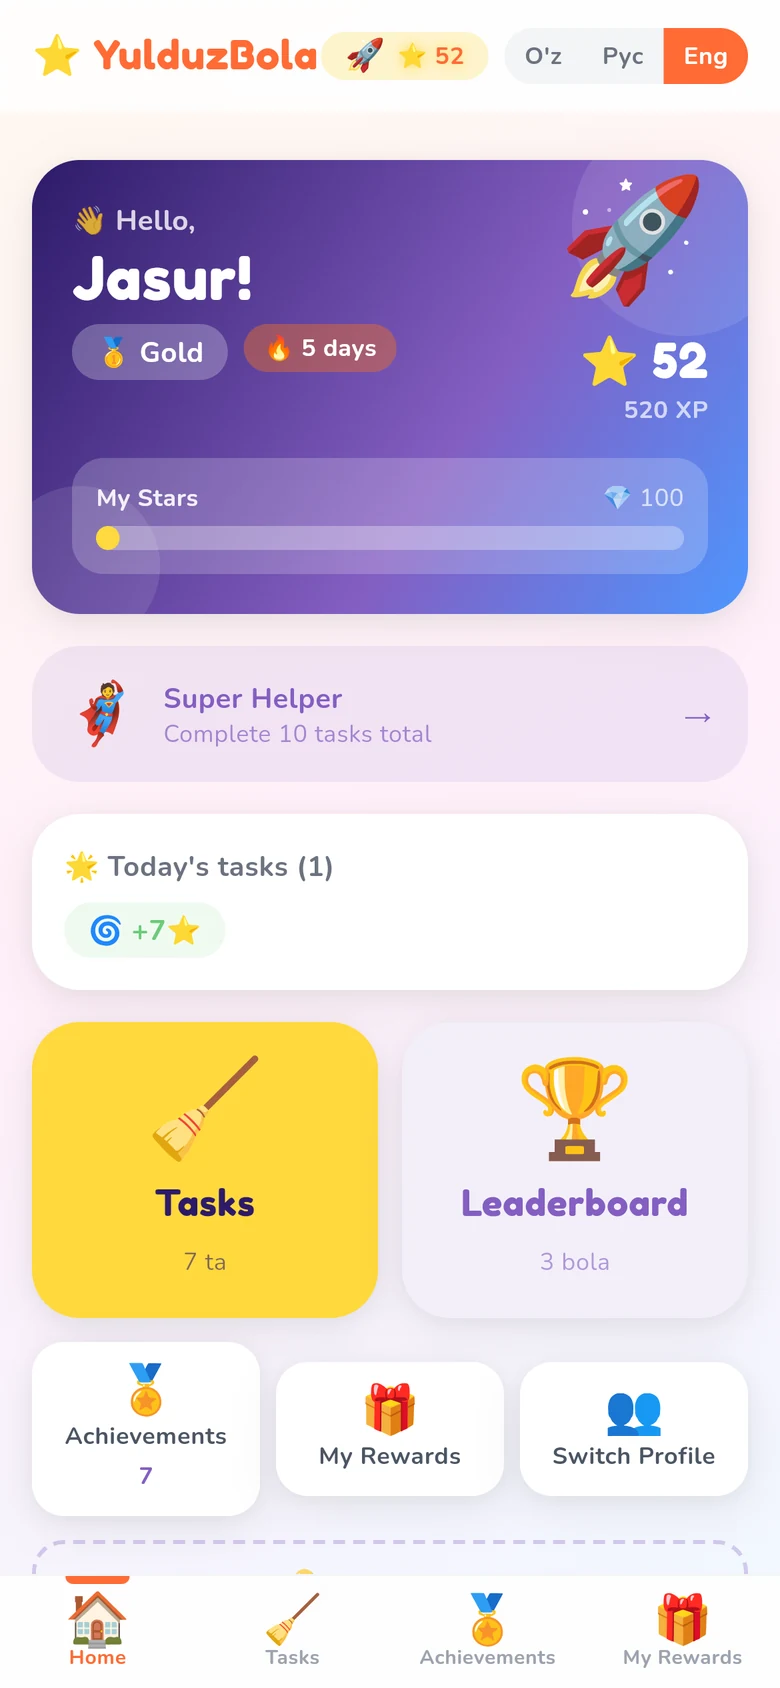 YulduzBola
52
O'z
Рус
Eng
Hello,
Jasur!
Gold
5 days
52
520 XP
My Stars
100
Super Helper
→
Complete 10 tasks total
Today's tasks (1)
+7
Tasks
7 ta
Leaderboard
3 bola
Achievements
7
My Rewards
Switch Profile
Home
Tasks
Achievements
My Rewards